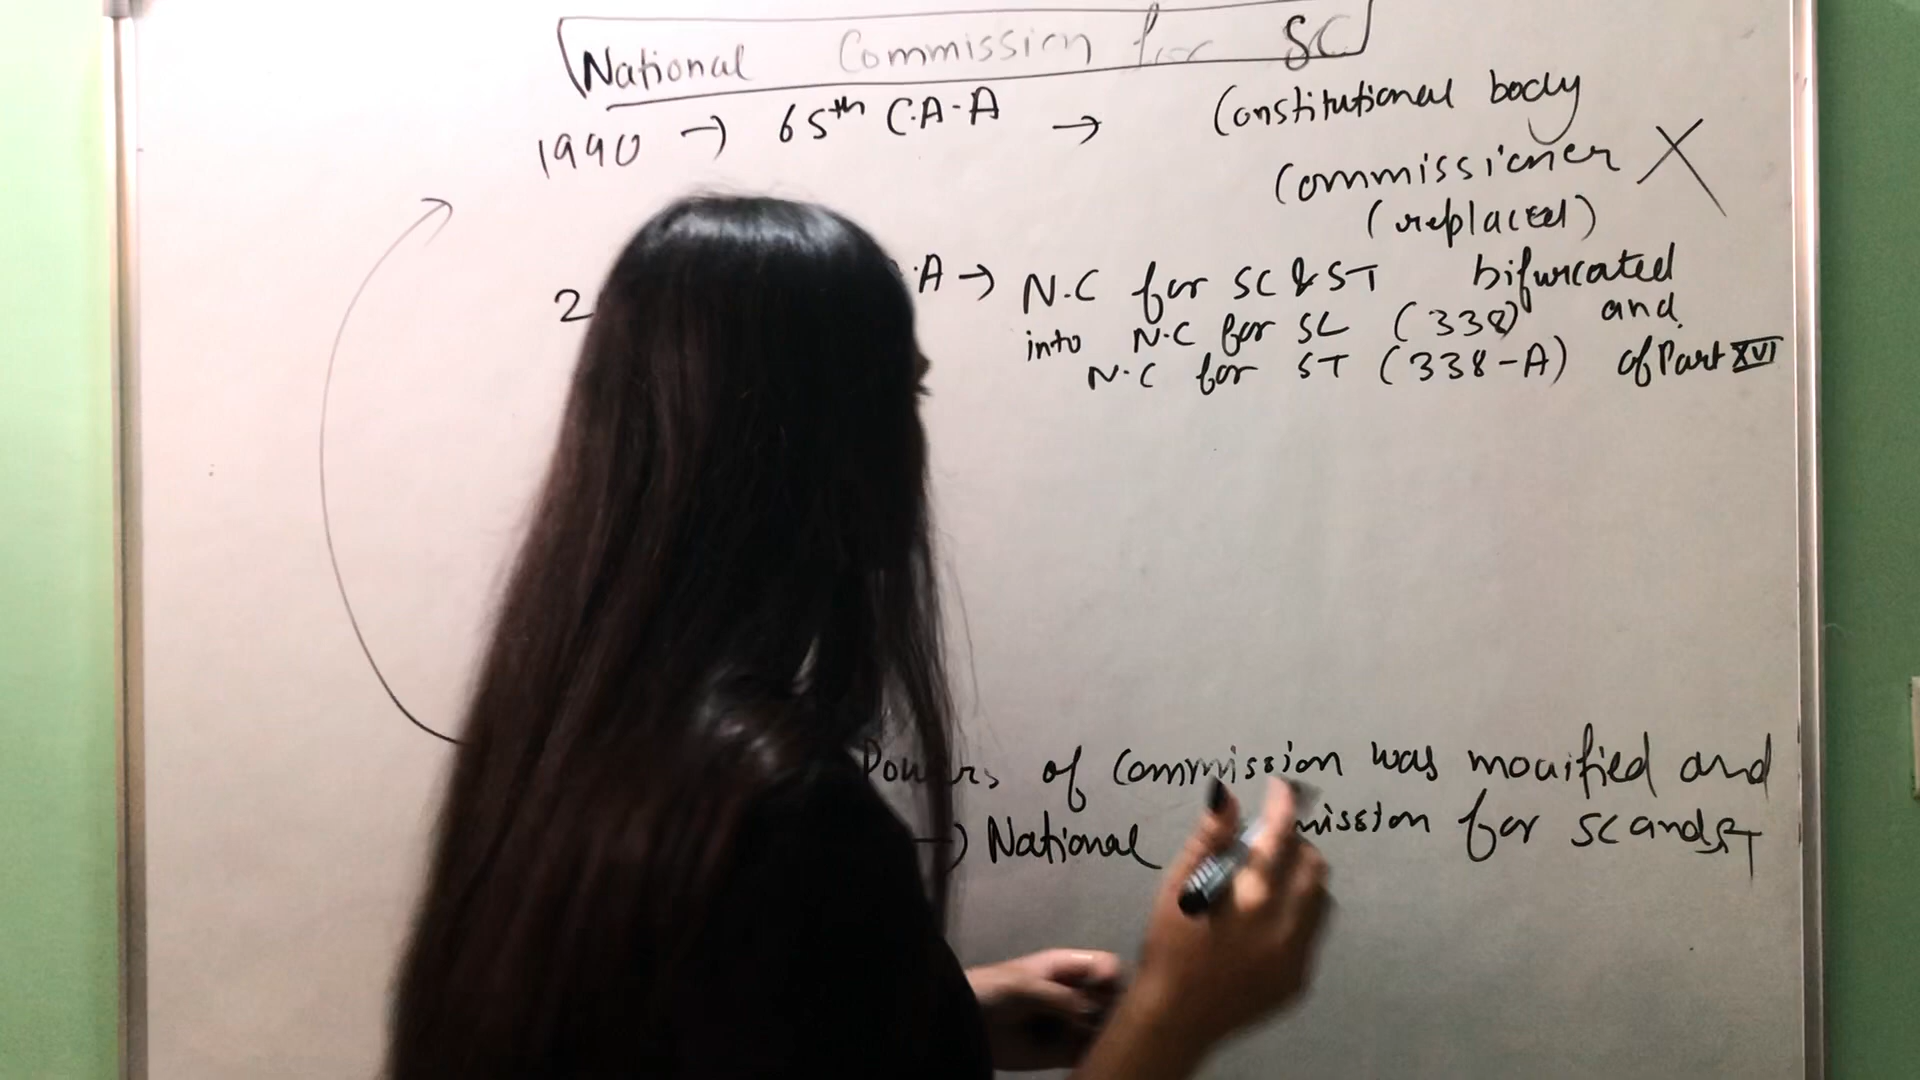 National Commission for SC
1990 → 65th C.A.A → Constitutional body
Commissioner X
(replaced)
2 .A → N.C for SC & ST bifurcated
into N.C for SC (338) and
N.C for ST (338-A) of Part XVI
Powers of Commission was modified and
→ National mission for SC and ST